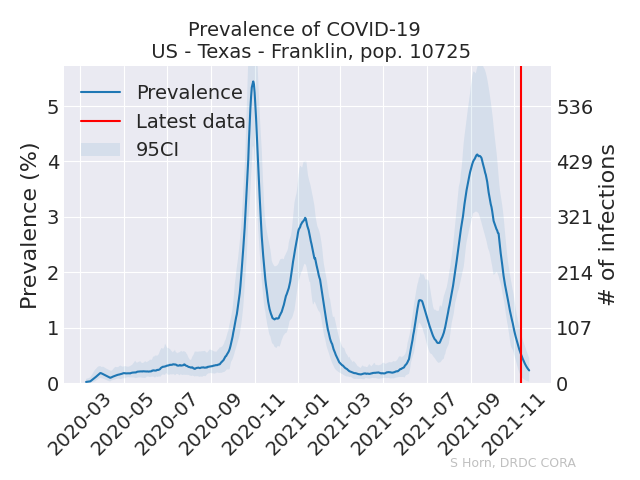 Prevalence of COVID-19
US - Texas - Franklin, pop. 10725
Prevalence
Latest data
95CI
Prevalence (%)
5
4
3
2
1
0
536
429
321
214
107
0
# of infections
2020-03
2020-05
2020-07
2020-09
2020-11
2021-01
2021-03
2021-05
2021-07
2021-09
2021-11
S Horn, DRDC CORA